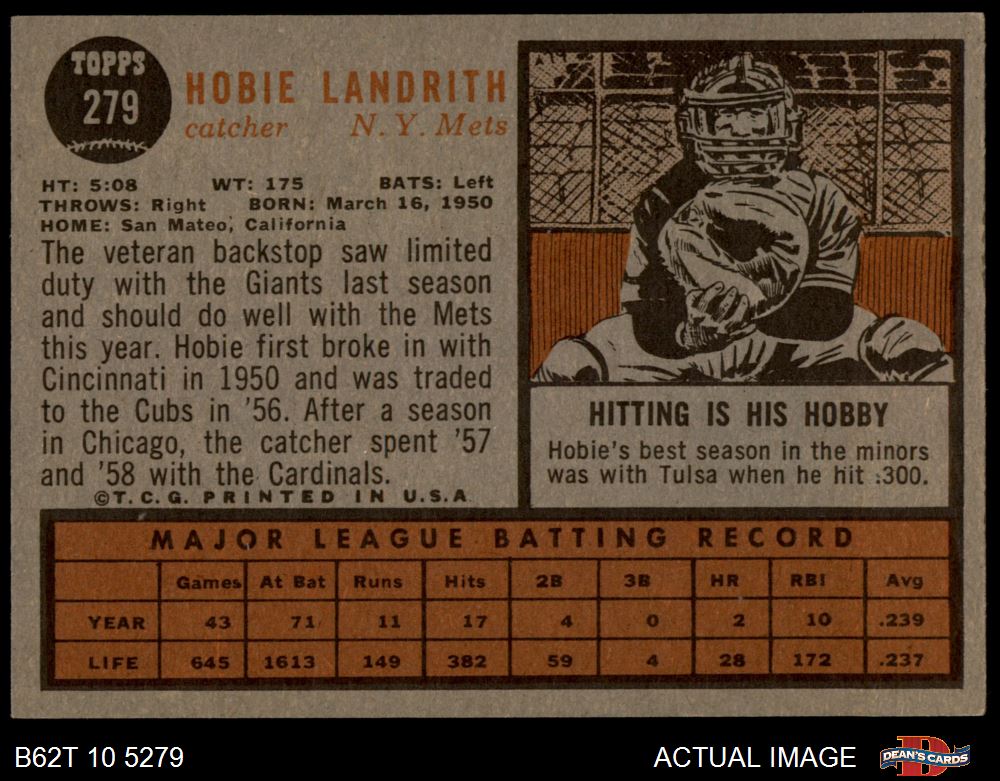 TOPPS
279
HOBIE LANDRITH
catcher N. Y. Mets
HT: 5:08 WT: 175 BATS: Left
THROWS: Right BORN: March 16, 1950
HOME: San Mateo, California
The veteran backstop saw limited
duty with the Giants last season
and should do well with the Mets
this year. Hobie first broke in with
Cincinnati in 1950 and was traded
to the Cubs in '56. After a season
in Chicago, the catcher spent '57
and '58 with the Cardinals.
©T.C.G. PRINTED IN U.S.A
HITTING IS HIS HOBBY
Hobie's best season in the minors
was with Tulsa when he hit .300.
MAJOR LEAGUE BATTING RECORD
Games At Bat Runs Hits 2B 3B HR RBI Avg
YEAR 43 71 11 17 4 0 2 10 .239
LIFE 645 1613 149 382 59 4 28 172 .237
B62T 10 5279 ACTUAL IMAGE DEAN'S CARDS